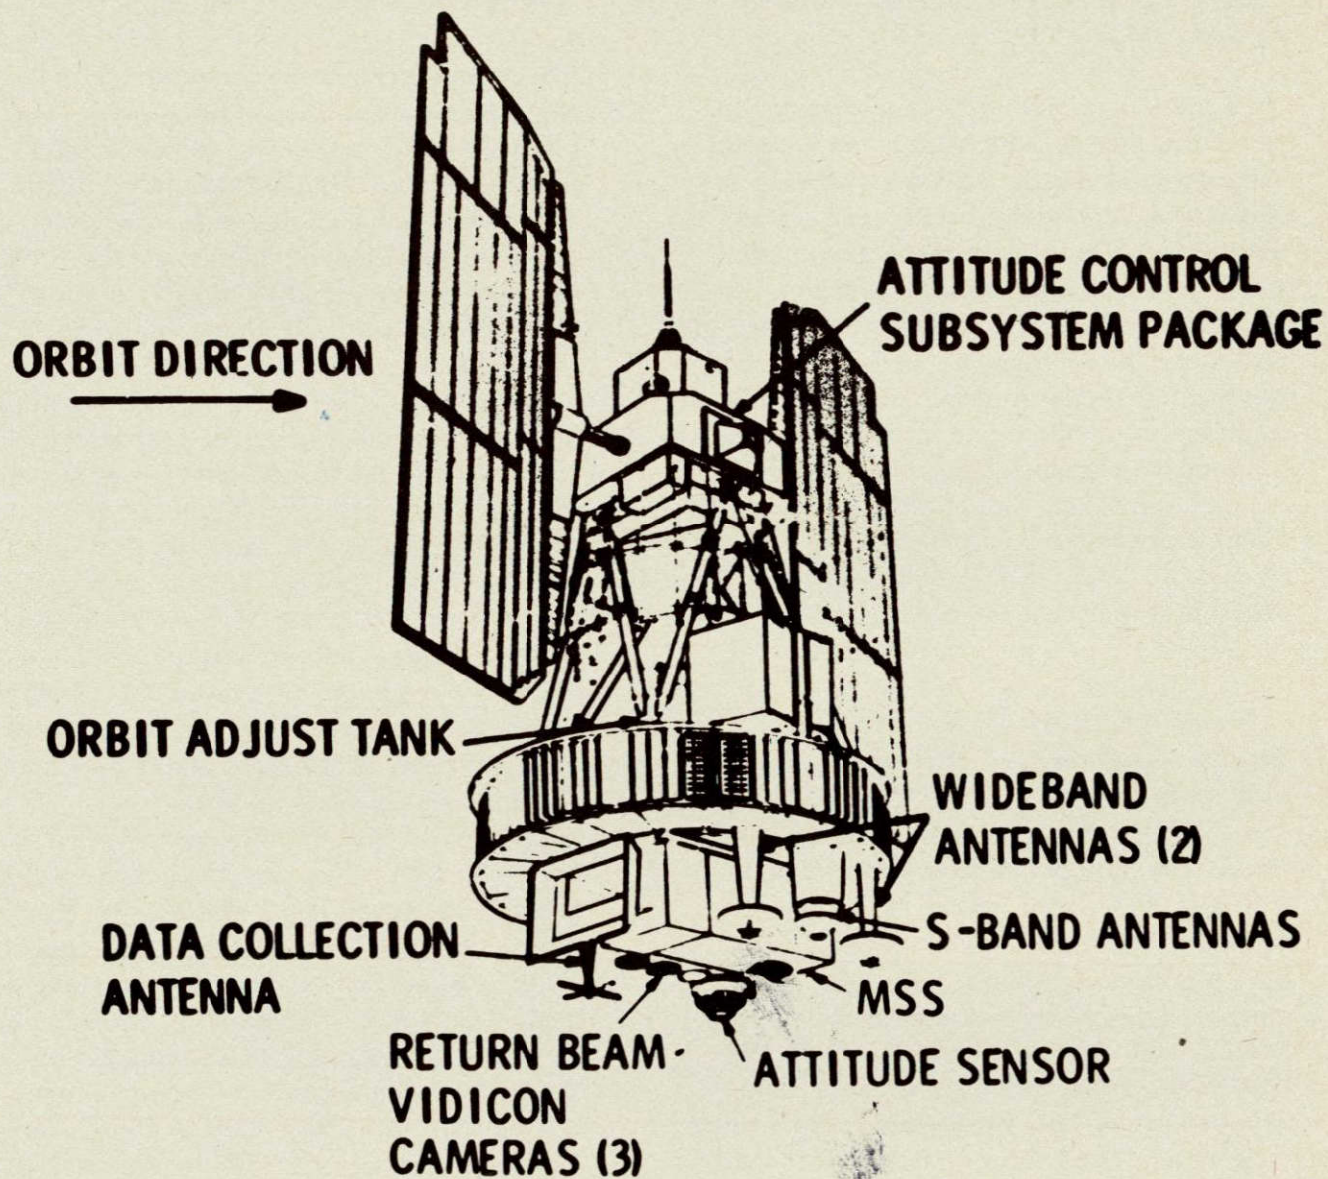 ATTITUDE CONTROL
SUBSYSTEM PACKAGE
ORBIT DIRECTION
ORBIT ADJUST TANK
WIDEBAND
ANTENNAS (2)
S-BAND ANTENNAS
DATA COLLECTION
ANTENNA
MSS
RETURN BEAM
VIDICON
CAMERAS (3)
ATTITUDE SENSOR